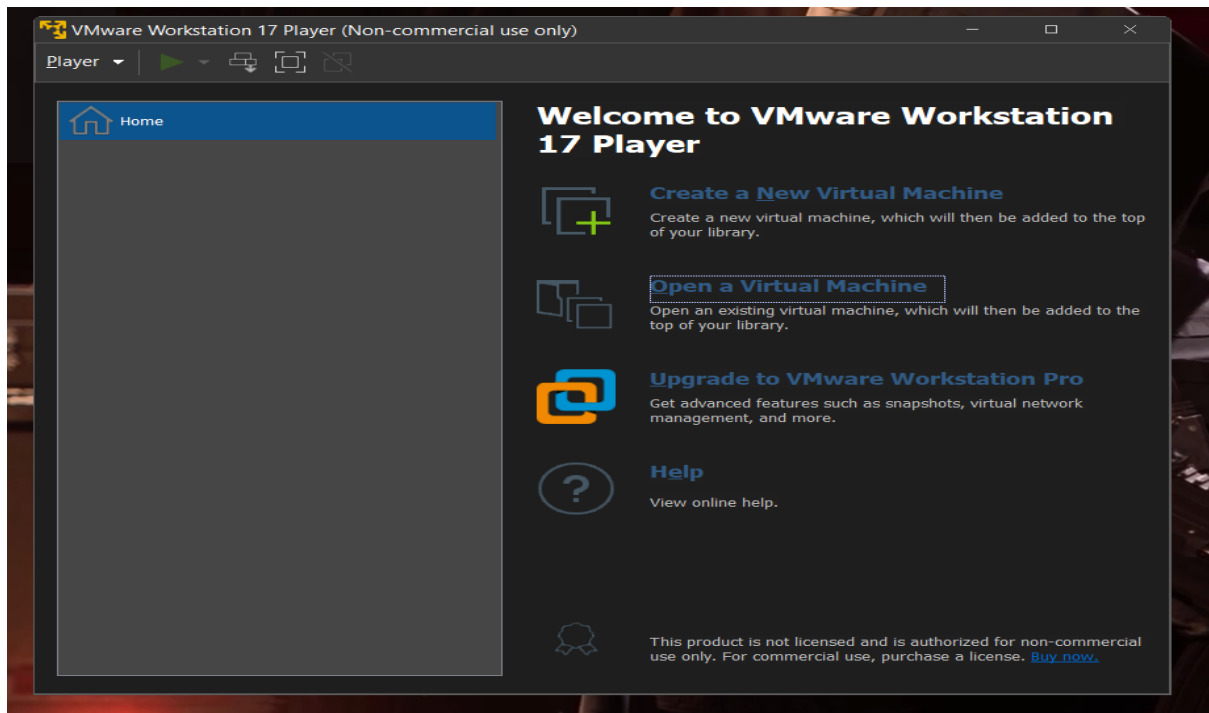 VMware Workstation 17 Player (Non-commercial use only)
Player
Home
Welcome to VMware Workstation
17 Player
Create a New Virtual Machine
Create a new virtual machine, which will then be added to the top
of your library.
Open a Virtual Machine
Open an existing virtual machine, which will then be added to the
top of your library.
Upgrade to VMware Workstation Pro
Get advanced features such as snapshots, virtual network
management, and more.
Help
View online help.
This product is not licensed and is authorized for non-commercial
use only. For commercial use, purchase a license. Buy now.